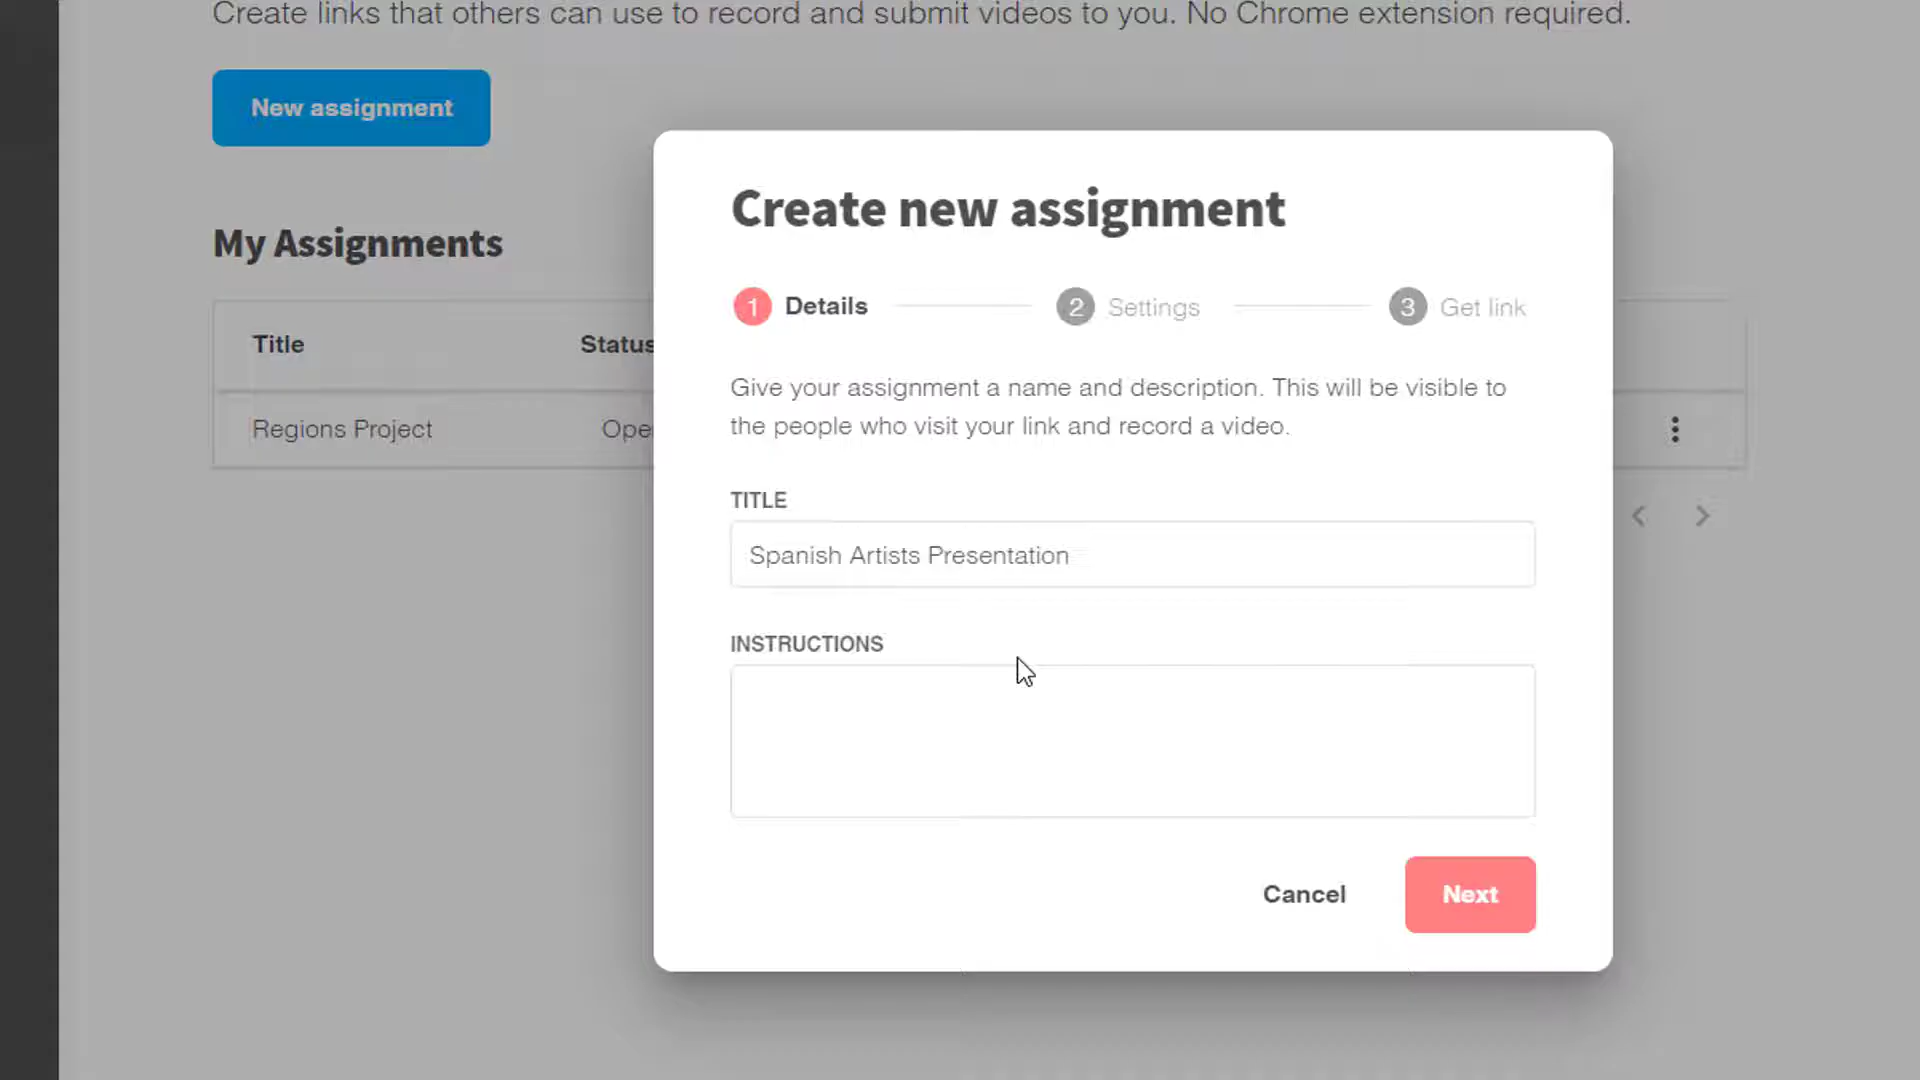 Create links that others can use to record and submit videos to you. No Chrome extension required.
New assignment
My Assignments
Title Status
Regions Project Ope
Create new assignment
1 Details 2 Settings 3 Get link
Give your assignment a name and description. This will be visible to
the people who visit your link and record a video.
TITLE
Spanish Artists Presentation
INSTRUCTIONS
Cancel Next